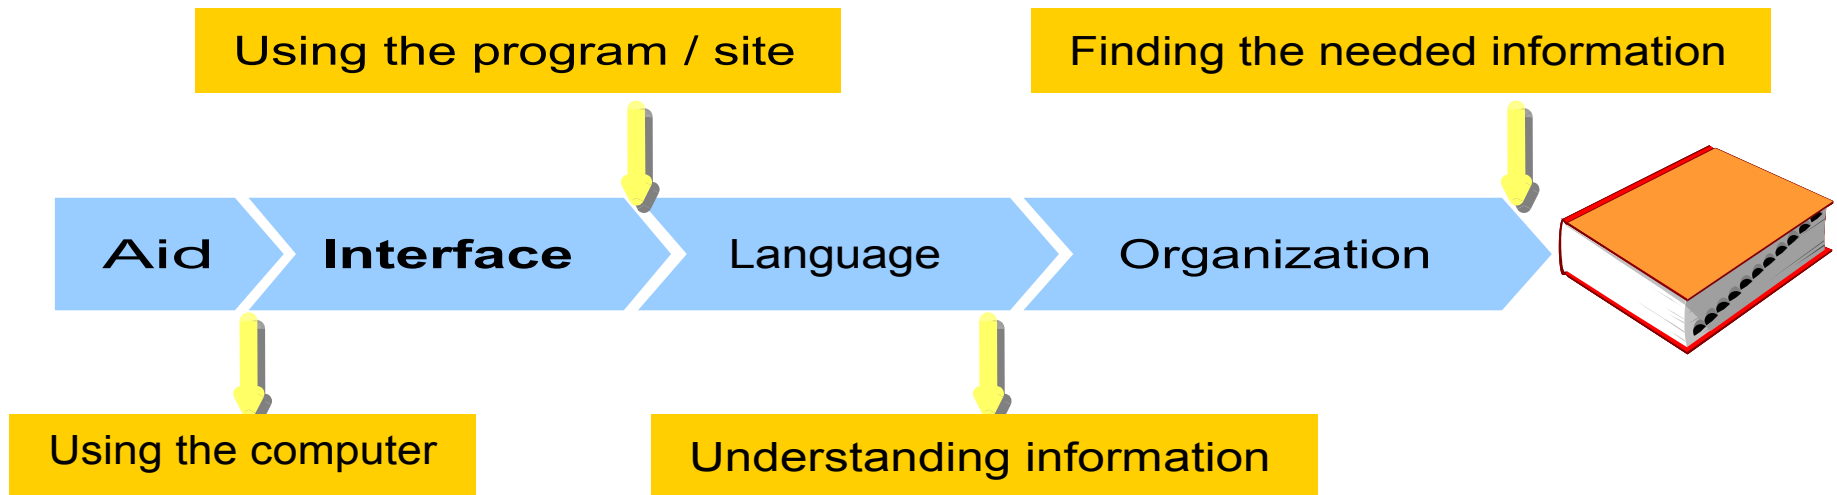 Using the program / site
Finding the needed information
Aid
Interface
Language
Organization
Using the computer
Understanding information